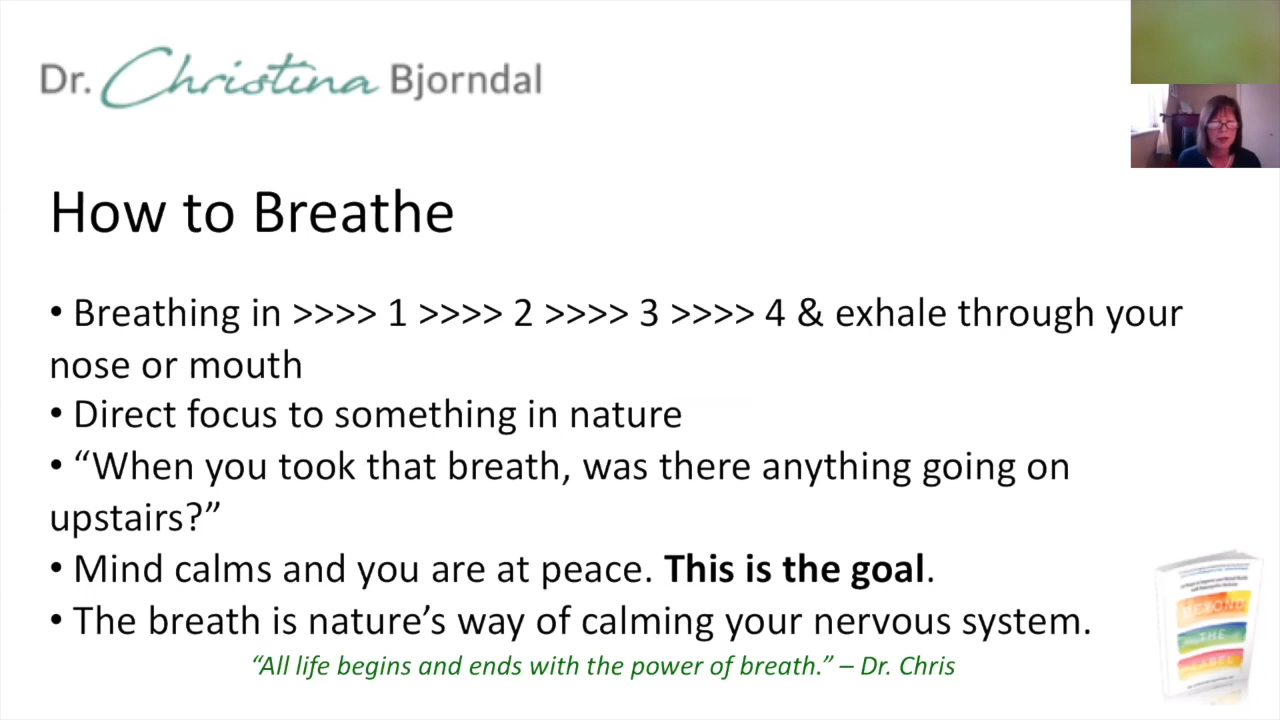 Dr. Christina Bjorndal
How to Breathe
• Breathing in >>>> 1 >>>> 2 >>>> 3 >>>> 4 & exhale through your
nose or mouth
• Direct focus to something in nature
• “When you took that breath, was there anything going on
upstairs?”
• Mind calms and you are at peace. This is the goal.
• The breath is nature’s way of calming your nervous system.
“All life begins and ends with the power of breath.” – Dr. Chris
BEYOND
THE
LABEL